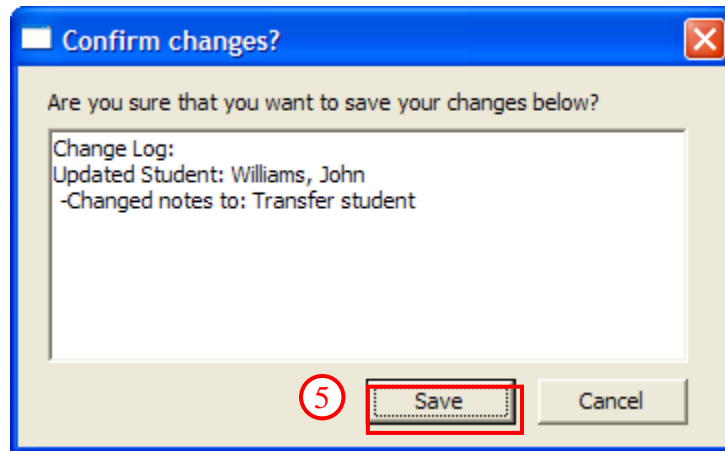 Confirm changes?
Are you sure that you want to save your changes below?
Change Log:
Updated Student: Williams, John
-Changed notes to: Transfer student
5 Save Cancel